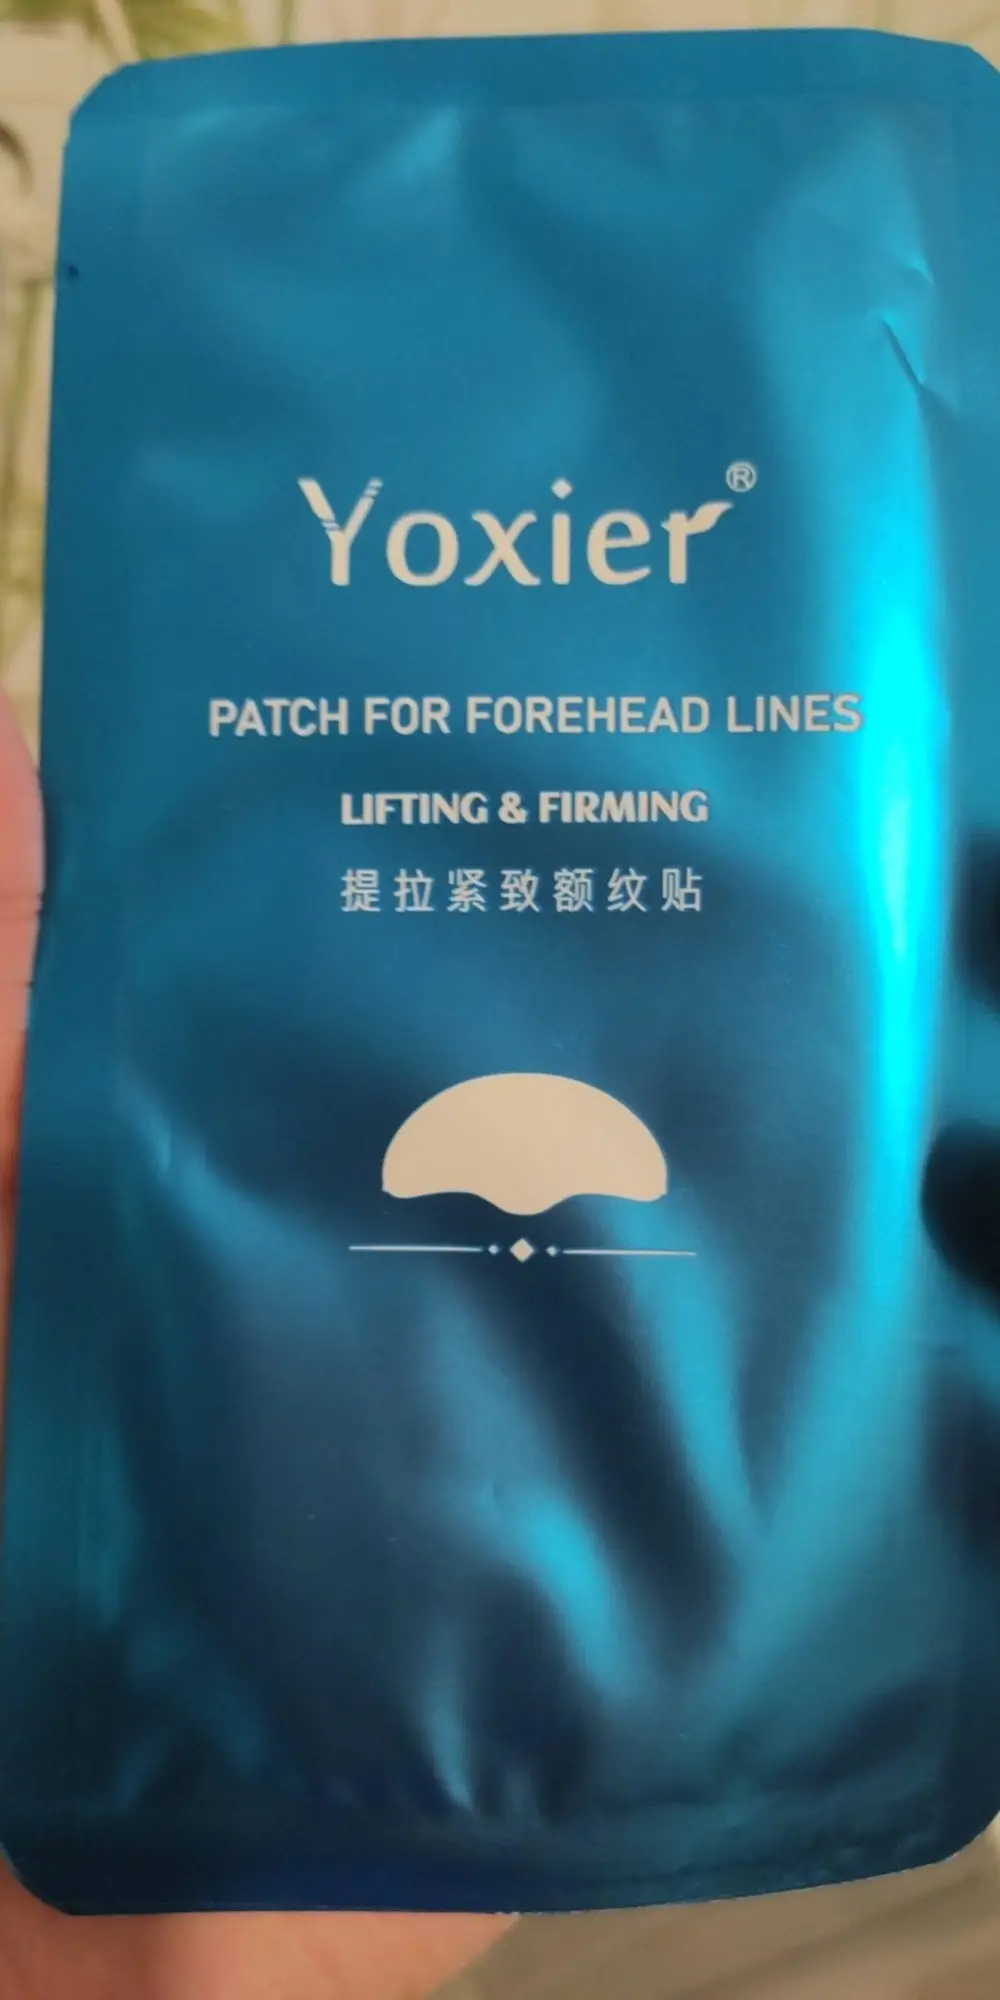 Yoxier®
PATCH FOR FOREHEAD LINES
LIFTING & FIRMING
提拉紧致额纹贴